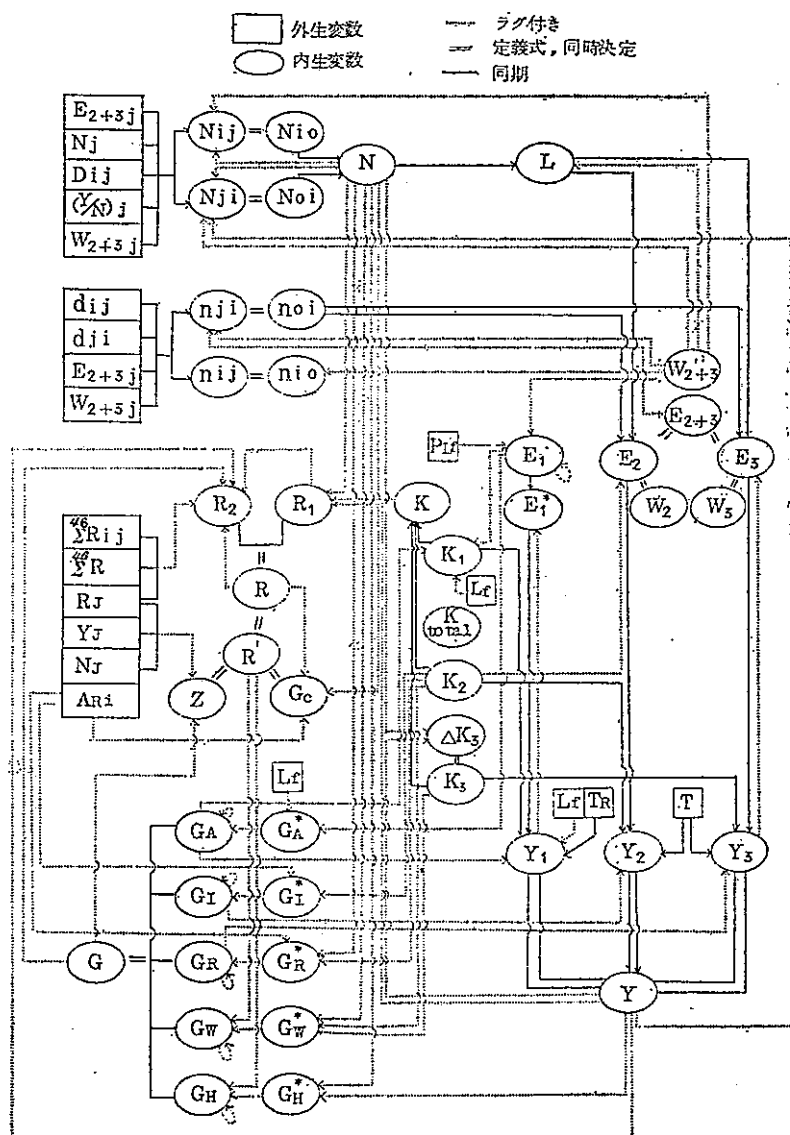 外生変数
内生変数
ラグ付き
定義式,同時決定
同期
E2+3j
Nj
Dij
(Y/N)j
W2+3j
Nij = Nio
Nji = Noi
N
L
dij
dji
E2+3j
W2+3j
nji = noi
nij = nio
W2+3
E2+3
PLf
E1
E2
E3
E1*
W2
W3
R2
R1
K
46ΣRij
46ΣR
RJ
YJ
NJ
ARi
K1
Lf
R
K total
R'
Z
Gc
K2
ΔK3
K3
Lf
GA
GA*
Lf
TR
T
Y1
Y2
Y3
GI
GI*
G
GR
GR*
Y
GW
GW*
GH
GH*